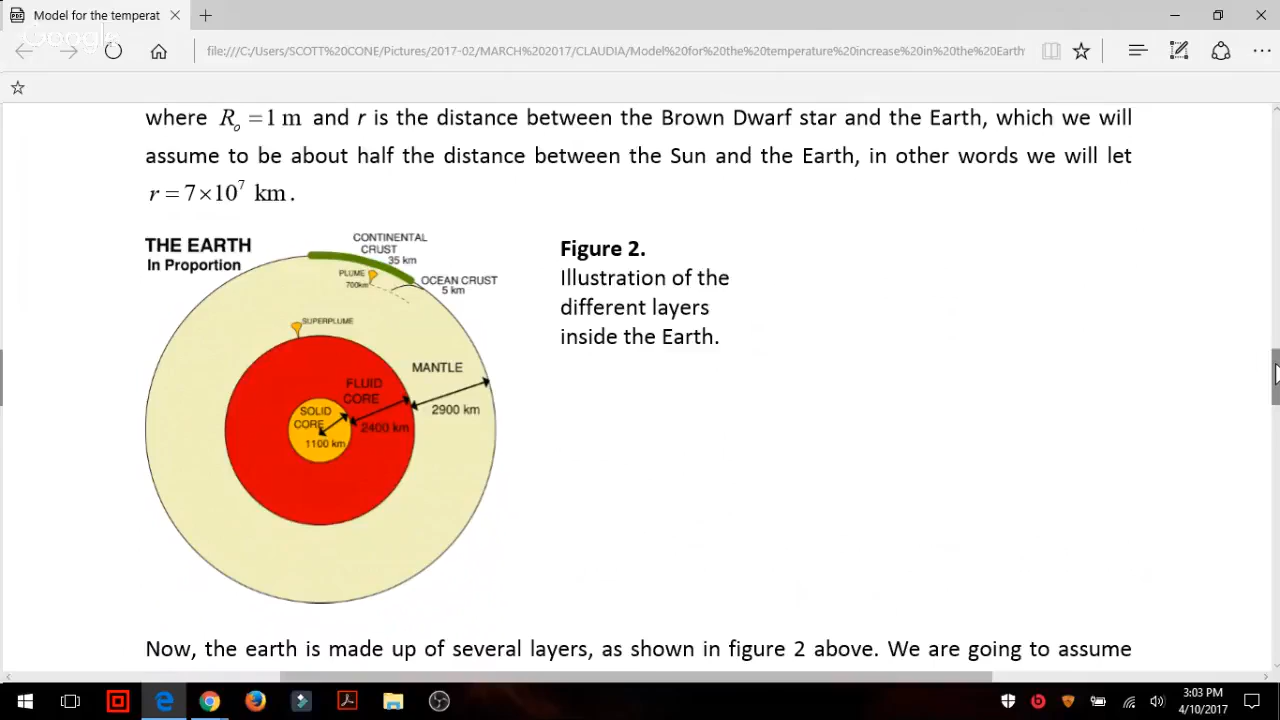 Model for the temperat
Google
file:///C:/Users/SCOTT%20CONE/Pictures/2017-02/MARCH%202017/CLAUDIA/Model%20for%20the%20temperature%20increase%20in%20the%20Earth
where Rₒ = 1 m and r is the distance between the Brown Dwarf star and the Earth, which we will
assume to be about half the distance between the Sun and the Earth, in other words we will let
r = 7×10⁷ km.
THE EARTH
In Proportion
CONTINENTAL
CRUST
35 km
PLUME
700km
OCEAN CRUST
5 km
SUPERPLUME
MANTLE
2900 km
FLUID
CORE
2400 km
SOLID
CORE
1100 km
Figure 2.
Illustration of the
different layers
inside the Earth.
Now, the earth is made up of several layers, as shown in figure 2 above. We are going to assume
3:03 PM
4/10/2017